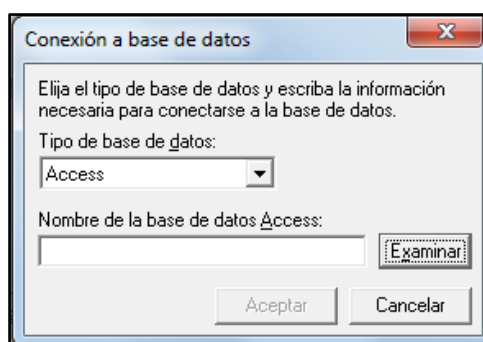 Conexión a base de datos
Elija el tipo de base de datos y escriba la información
necesaria para conectarse a la base de datos.
Tipo de base de datos:
Access
Nombre de la base de datos Access:
Examinar
Aceptar Cancelar